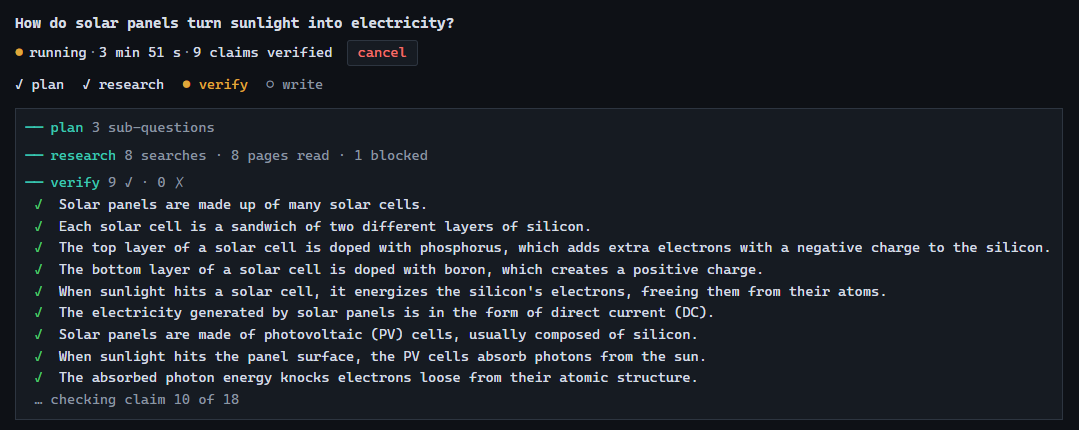 How do solar panels turn sunlight into electricity?
● running · 3 min 51 s · 9 claims verified cancel
✓ plan ✓ research ● verify ○ write
── plan 3 sub-questions
── research 8 searches · 8 pages read · 1 blocked
── verify 9 ✓ · 0 ✗
✓ Solar panels are made up of many solar cells.
✓ Each solar cell is a sandwich of two different layers of silicon.
✓ The top layer of a solar cell is doped with phosphorus, which adds extra electrons with a negative charge to the silicon.
✓ The bottom layer of a solar cell is doped with boron, which creates a positive charge.
✓ When sunlight hits a solar cell, it energizes the silicon's electrons, freeing them from their atoms.
✓ The electricity generated by solar panels is in the form of direct current (DC).
✓ Solar panels are made of photovoltaic (PV) cells, usually composed of silicon.
✓ When sunlight hits the panel surface, the PV cells absorb photons from the sun.
✓ The absorbed photon energy knocks electrons loose from their atomic structure.
… checking claim 10 of 18